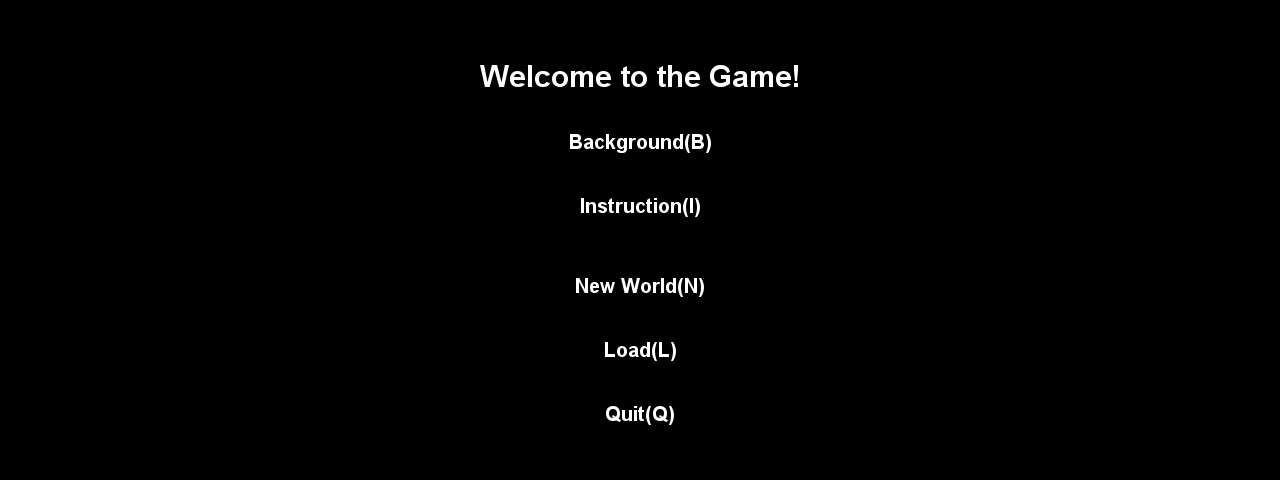 Welcome to the Game!
Background(B)
Instruction(I)
New World(N)
Load(L)
Quit(Q)